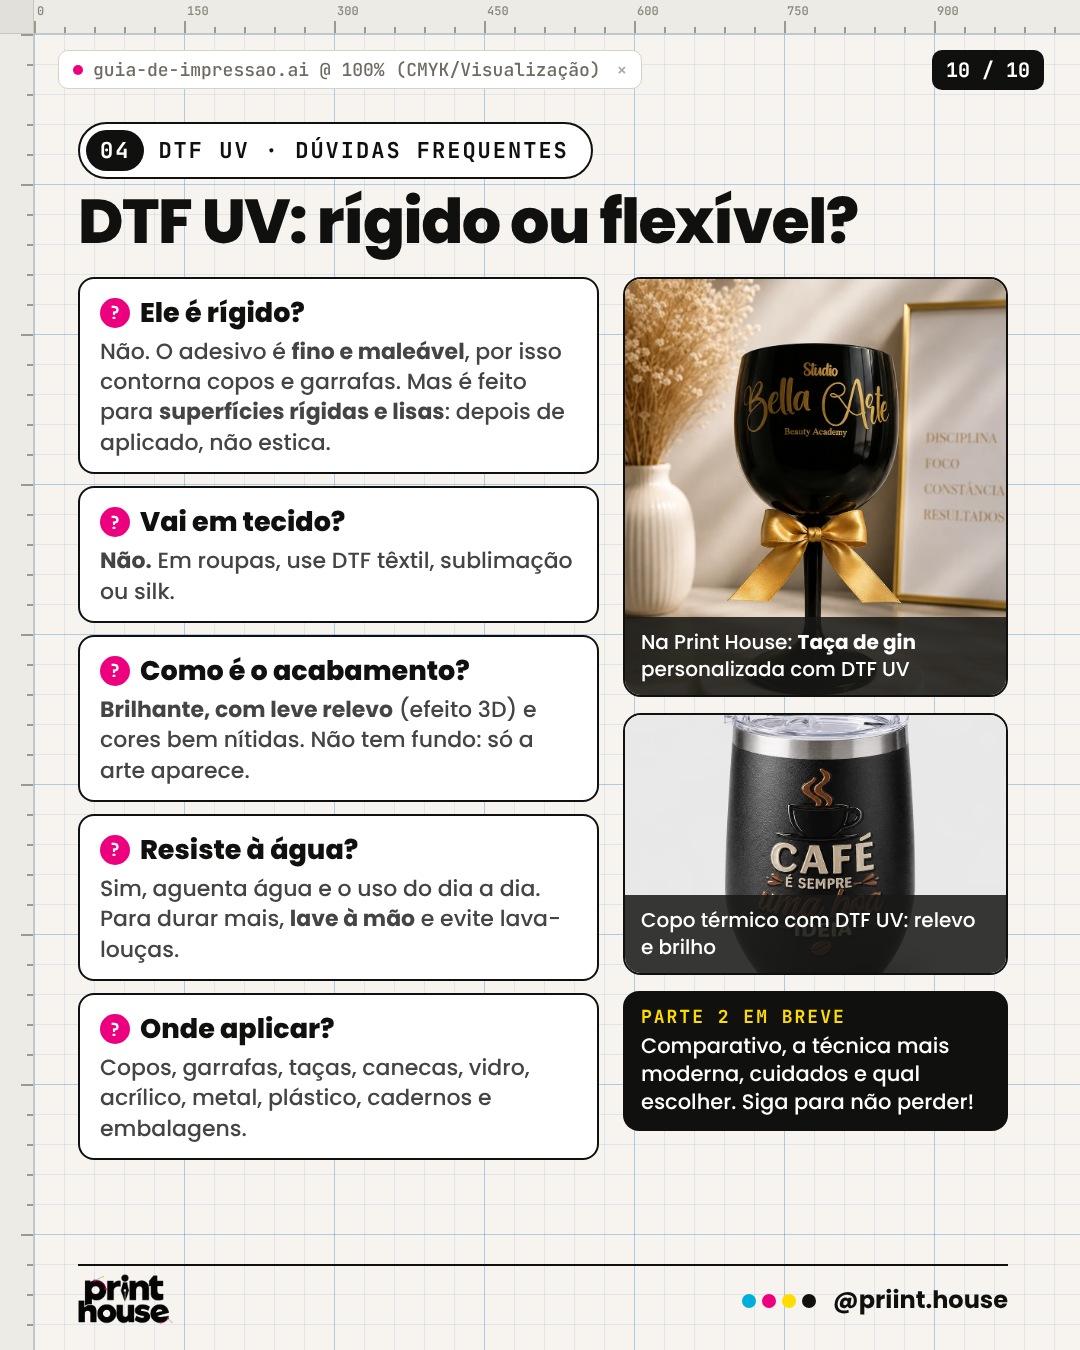 0 150 300 450 600 750 900
guia-de-impressao.ai @ 100% (CMYK/Visualização) ×
10 / 10
04 DTF UV · DÚVIDAS FREQUENTES
DTF UV: rígido ou flexível?
? Ele é rígido?
Não. O adesivo é fino e maleável, por isso
contorna copos e garrafas. Mas é feito
para superfícies rígidas e lisas: depois de
aplicado, não estica.
? Vai em tecido?
Não. Em roupas, use DTF têxtil, sublimação
ou silk.
? Como é o acabamento?
Brilhante, com leve relevo (efeito 3D) e
cores bem nítidas. Não tem fundo: só a
arte aparece.
? Resiste à água?
Sim, aguenta água e o uso do dia a dia.
Para durar mais, lave à mão e evite lava-
louças.
? Onde aplicar?
Copos, garrafas, taças, canecas, vidro,
acrílico, metal, plástico, cadernos e
embalagens.
Studio
Bella Arte
Beauty Academy
DISCIPLINA
FOCO
CONSTÂNCIA
RESULTADOS
Na Print House: Taça de gin
personalizada com DTF UV
CAFÉ
É SEMPRE
uma boa
IDEIA
Copo térmico com DTF UV: relevo
e brilho
PARTE 2 EM BREVE
Comparativo, a técnica mais
moderna, cuidados e qual
escolher. Siga para não perder!
print
house
@priint.house